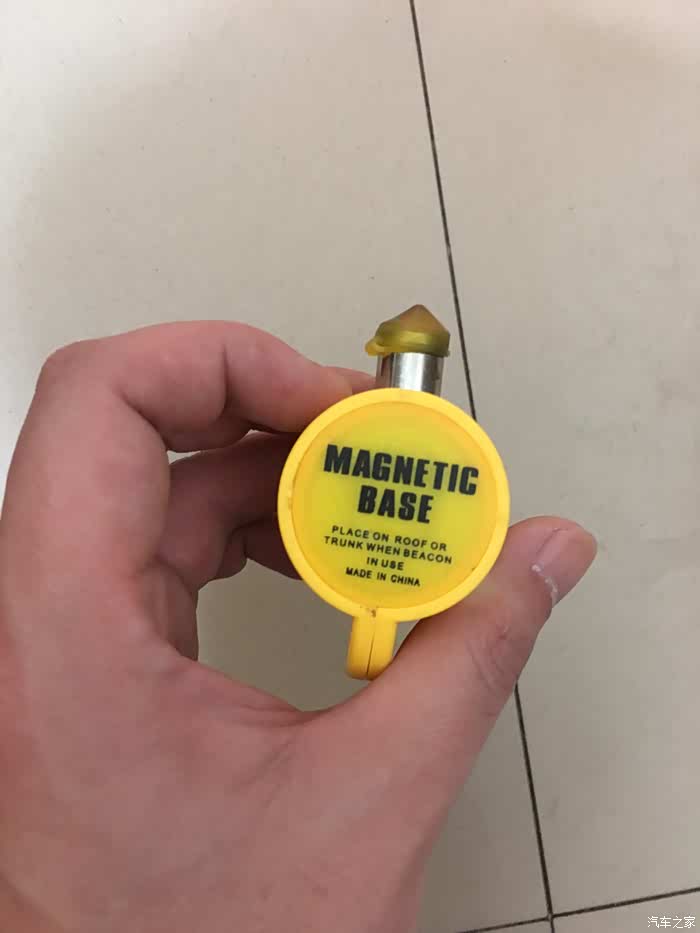 MAGNETIC
BASE
PLACE ON ROOF OR
TRUNK WHEN BEACON
IN USE
MADE IN CHINA
汽车之家